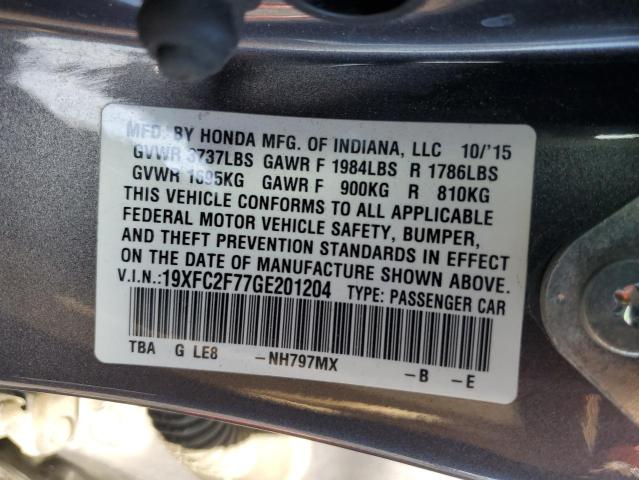 MFD. BY HONDA MFG. OF INDIANA, LLC 10/'15
GVWR 3737LBS GAWR F 1984LBS R 1786LBS
GVWR 1695KG GAWR F 900KG R 810KG
THIS VEHICLE CONFORMS TO ALL APPLICABLE
FEDERAL MOTOR VEHICLE SAFETY, BUMPER,
AND THEFT PREVENTION STANDARDS IN EFFECT
ON THE DATE OF MANUFACTURE SHOWN ABOVE.
V.I.N.:19XFC2F77GE201204 TYPE: PASSENGER CAR
TBA G LE8 -NH797MX -B -E